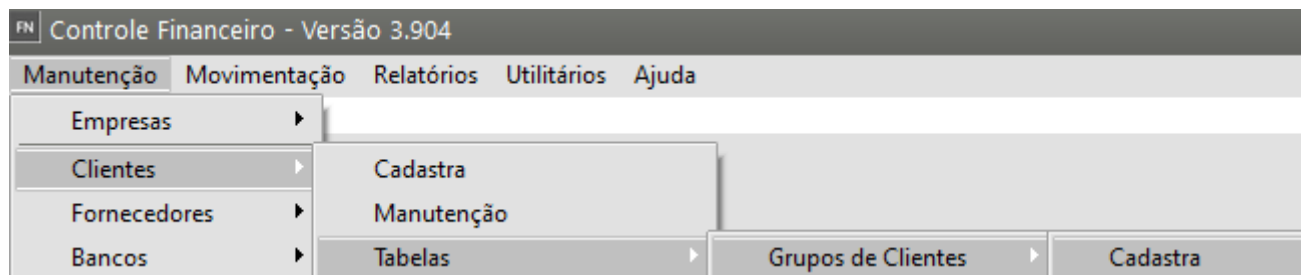 FN Controle Financeiro - Versão 3.904
Manutenção Movimentação Relatórios Utilitários Ajuda
Empresas
Clientes Cadastra
Fornecedores Manutenção
Bancos Tabelas Grupos de Clientes Cadastra